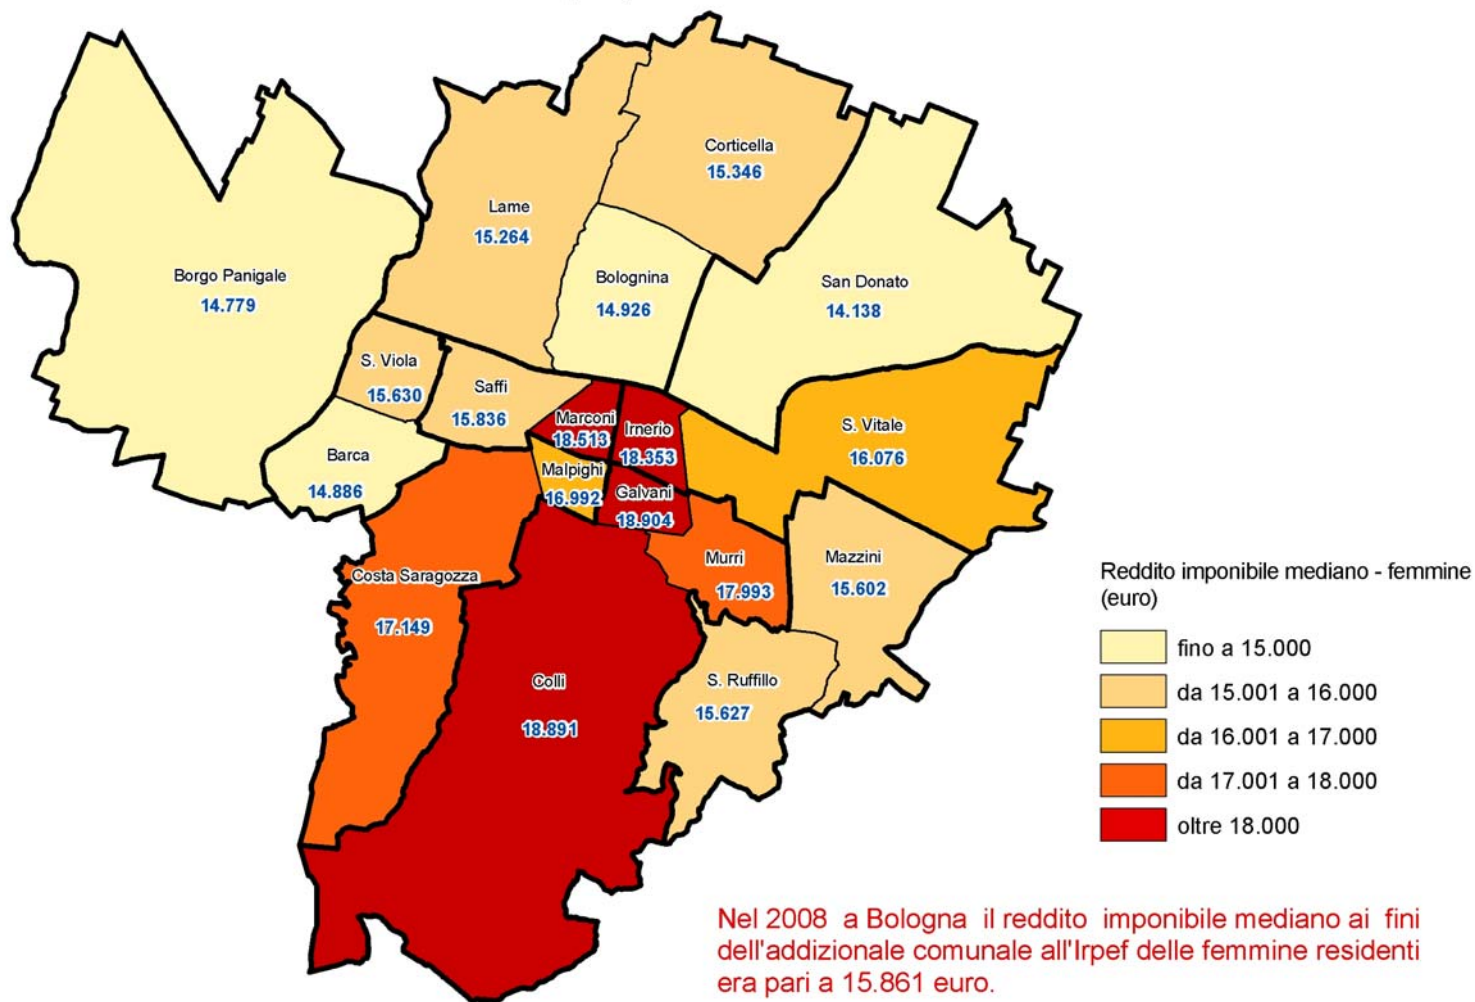 Corticella
15.346
Lame
15.264
Borgo Panigale
14.779
Bolognina
14.926
San Donato
14.138
S. Viola
15.630
Saffi
15.836
Marconi
18.513
Irnerio
18.353
S. Vitale
16.076
Barca
14.886
Malpighi
16.992
Galvani
18.904
Costa Saragozza
17.149
Murri
17.993
Mazzini
15.602
Colli
18.891
S. Ruffillo
15.627
Reddito imponibile mediano - femmine
(euro)
fino a 15.000
da 15.001 a 16.000
da 16.001 a 17.000
da 17.001 a 18.000
oltre 18.000
Nel 2008 a Bologna il reddito imponibile mediano ai fini
dell'addizionale comunale all'Irpef delle femmine residenti
era pari a 15.861 euro.